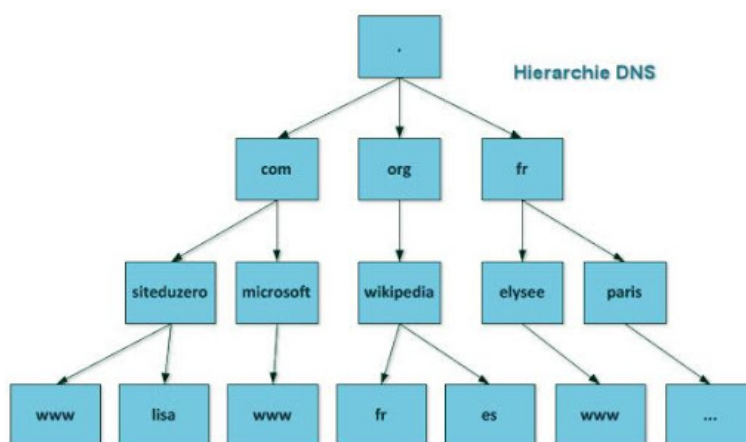 .
Hierarchie DNS
com org fr
siteduzero microsoft wikipedia elysee paris
www lisa www fr es www ...